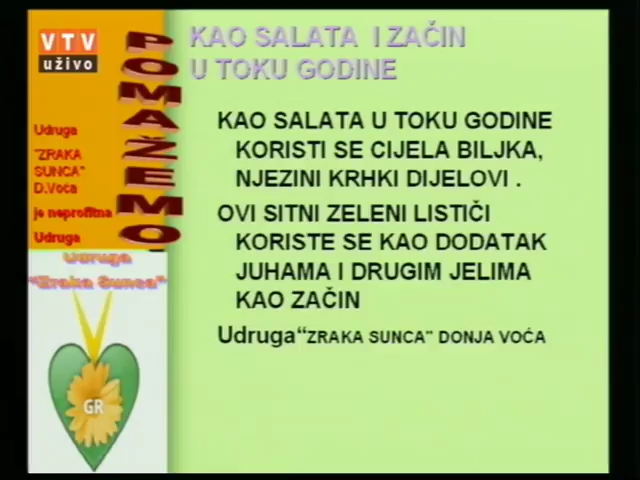 VTV
uživo
POMAŽEMO
Udruga
"ZRAKA
SUNCA"
D.Voća
je neprofitna
Udruga
Udruga
"Zraka Sunca"
GR
KAO SALATA I ZAČIN
U TOKU GODINE
KAO SALATA U TOKU GODINE
KORISTI SE CIJELA BILJKA,
NJEZINI KRHKI DIJELOVI .
OVI SITNI ZELENI LISTIČI
KORISTE SE KAO DODATAK
JUHAMA I DRUGIM JELIMA
KAO ZAČIN
Udruga“ZRAKA SUNCA” DONJA VOĆA